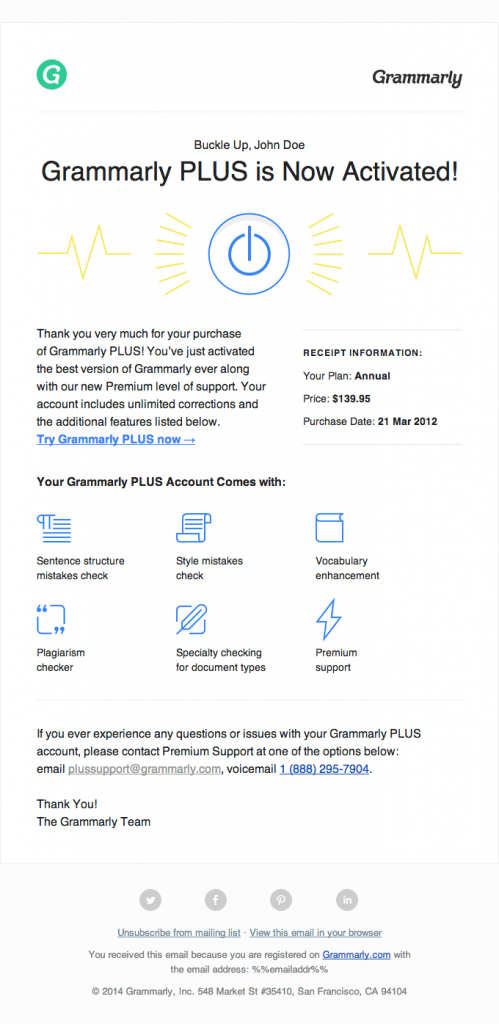 G Grammarly
Buckle Up, John Doe
Grammarly PLUS is Now Activated!
Thank you very much for your purchase
of Grammarly PLUS! You've just activated
the best version of Grammarly ever along
with our new Premium level of support. Your
account includes unlimited corrections and
the additional features listed below.
Try Grammarly PLUS now →
RECEIPT INFORMATION:
Your Plan: Annual
Price: $139.95
Purchase Date: 21 Mar 2012
Your Grammarly PLUS Account Comes with:
Sentence structure
mistakes check
Style mistakes
check
Vocabulary
enhancement
Plagiarism
checker
Specialty checking
for document types
Premium
support
If you ever experience any questions or issues with your Grammarly PLUS
account, please contact Premium Support at one of the options below:
email plussupport@grammarly.com, voicemail 1 (888) 295-7904.
Thank You!
The Grammarly Team
Unsubscribe from mailing list · View this email in your browser
You received this email because you are registered on Grammarly.com with
the email address: %%emailaddr%%
© 2014 Grammarly, Inc. 548 Market St #35410, San Francisco, CA 94104